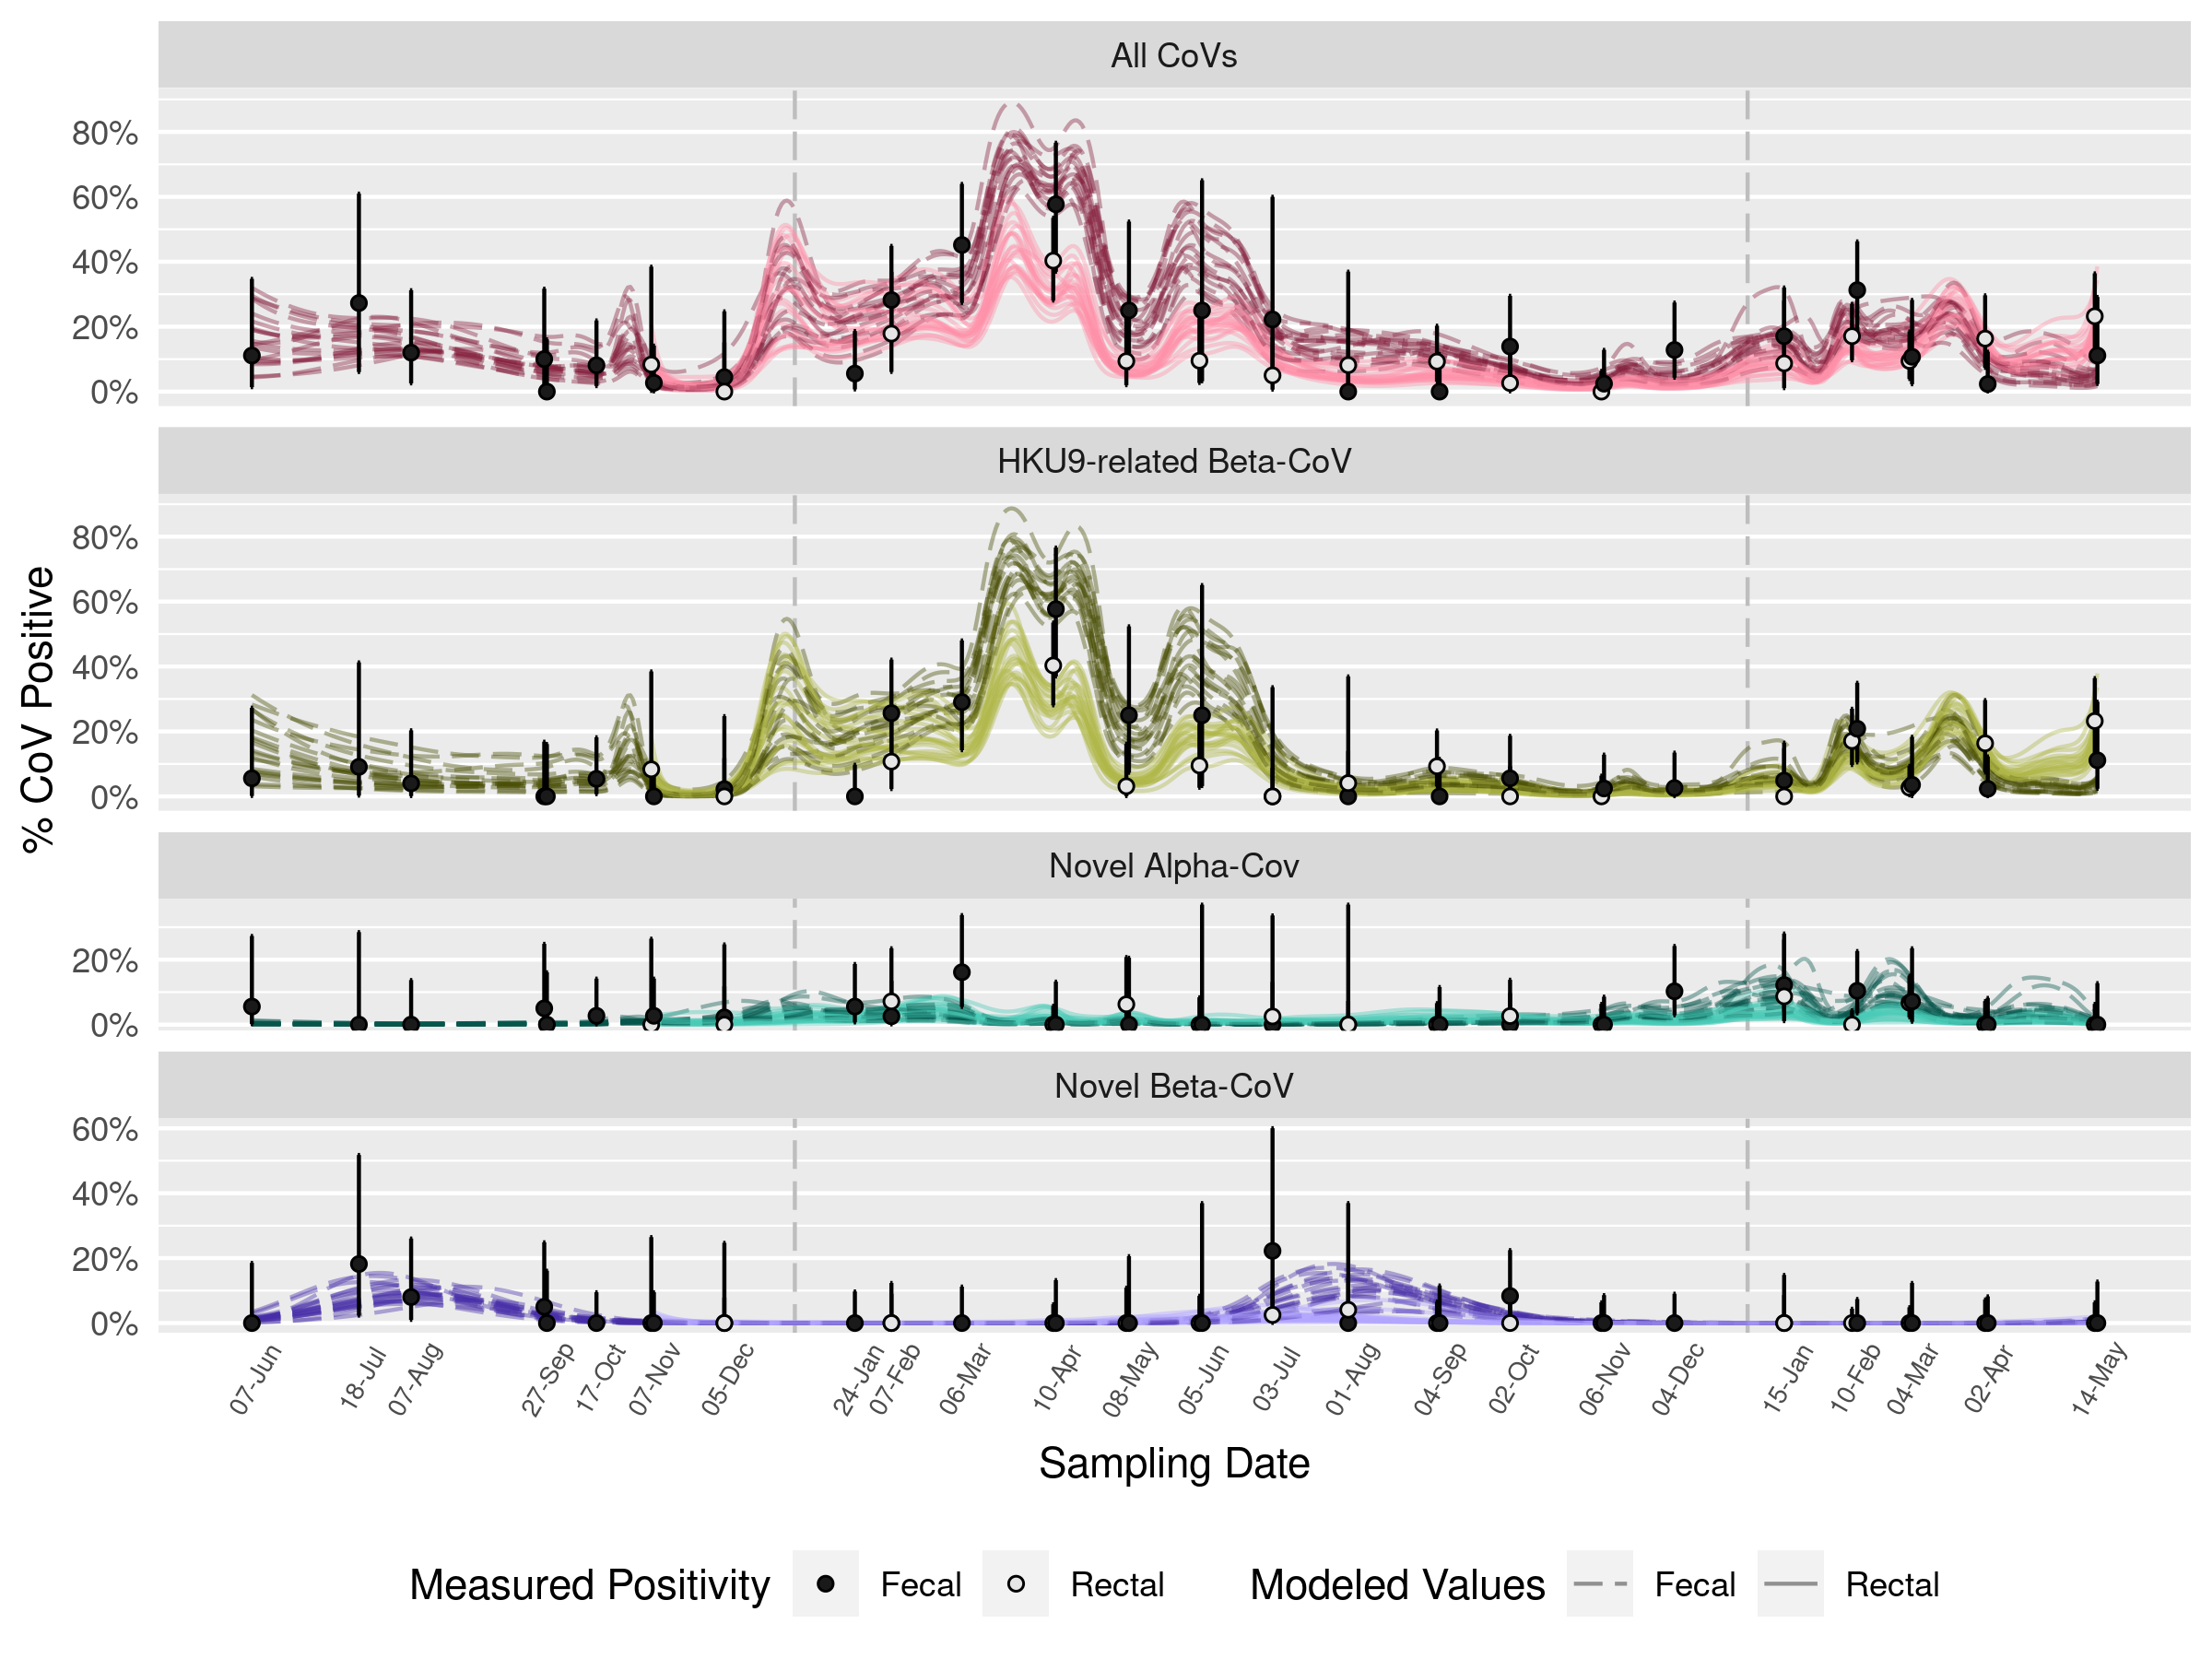 All CoVs
80%
60%
40%
20%
0%
HKU9-related Beta-CoV
80%
60%
40%
20%
0%
% CoV Positive
Novel Alpha-Cov
20%
0%
Novel Beta-CoV
60%
40%
20%
0%
07-Jun
18-Jul
07-Aug
27-Sep
17-Oct
07-Nov
05-Dec
24-Jan
07-Feb
06-Mar
10-Apr
08-May
05-Jun
03-Jul
01-Aug
04-Sep
02-Oct
06-Nov
04-Dec
15-Jan
10-Feb
04-Mar
02-Apr
14-May
Sampling Date
Measured Positivity Fecal Rectal Modeled Values Fecal Rectal